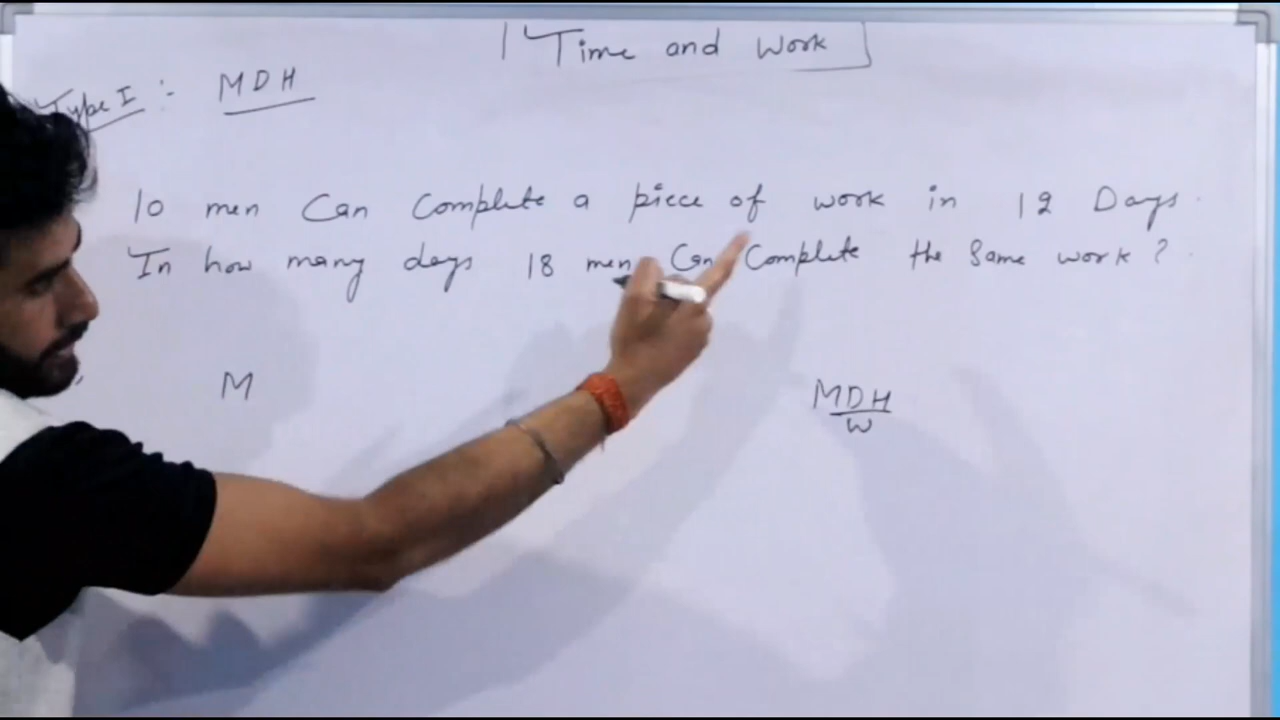 Time and Work
Type I :- MDH
10 men Can Complete a piece of work in 12 Days.
In how many days 18 men Can Complete the Same work ?
M
MDH
W